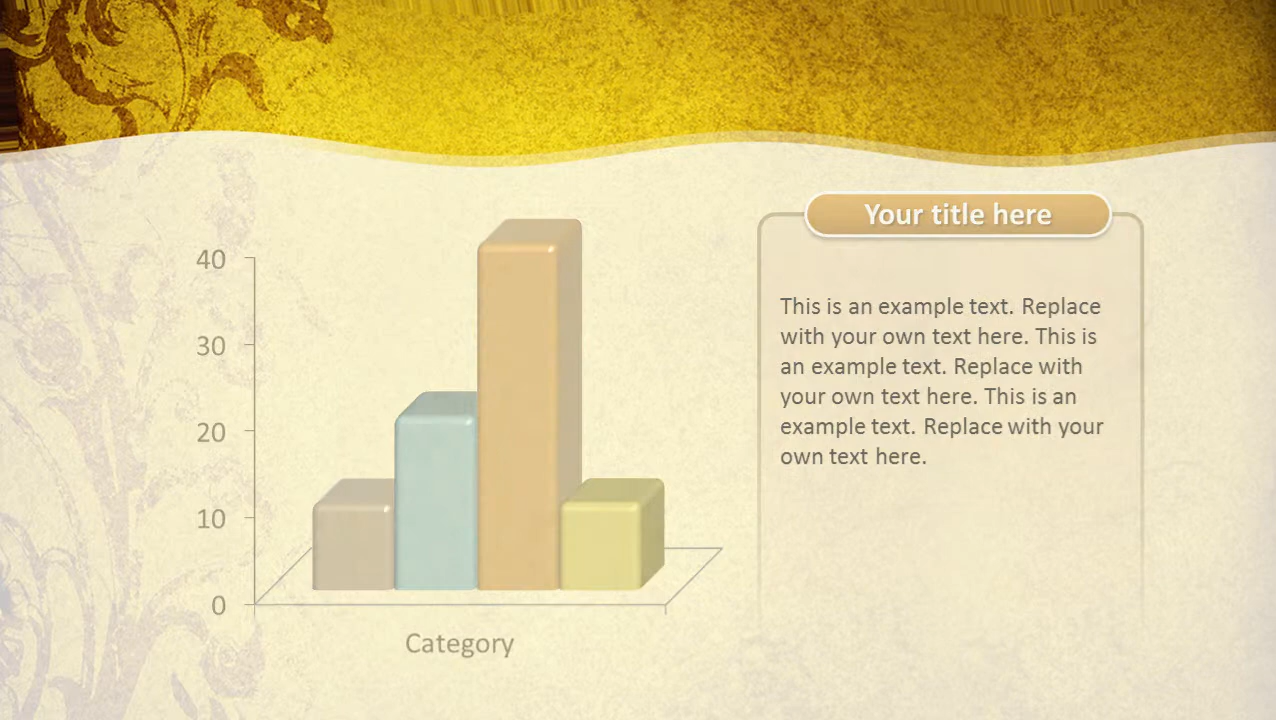 Your title here
40
30
20
10
0
Category
This is an example text. Replace
with your own text here. This is
an example text. Replace with
your own text here. This is an
example text. Replace with your
own text here.